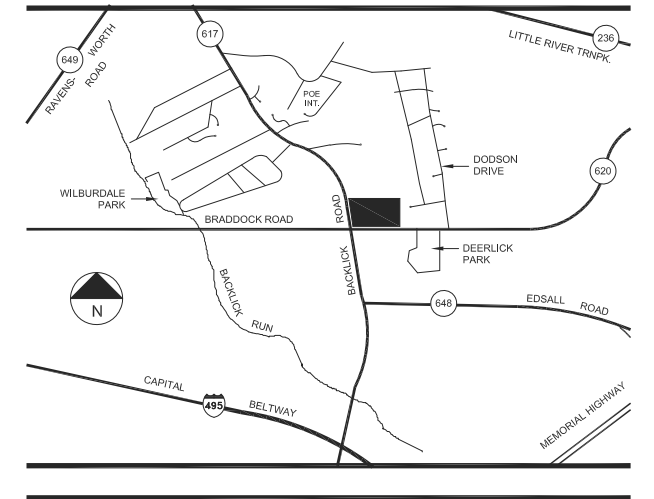 617
236
LITTLE RIVER TRNPK.
649
RAVENS-
WORTH
ROAD
POE
INT.
DODSON
DRIVE
620
WILBURDALE
PARK
BRADDOCK ROAD
ROAD
BACKLICK
DEERLICK
PARK
N
BACKLICK
RUN
648
EDSALL
ROAD
CAPITAL
495
BELTWAY
MEMORIAL HIGHWAY